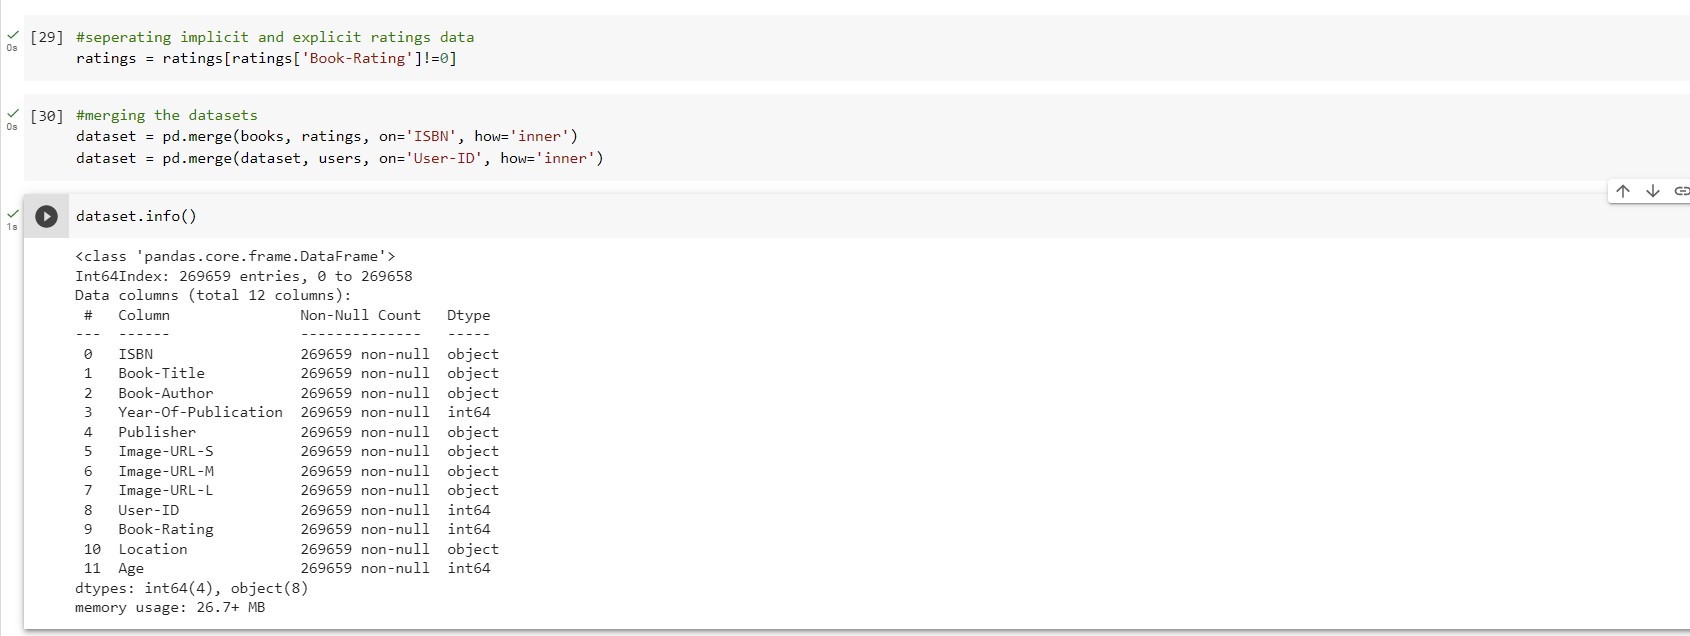 [29] #seperating implicit and explicit ratings data
0s ratings = ratings[ratings['Book-Rating']!=0]
[30] #merging the datasets
0s dataset = pd.merge(books, ratings, on='ISBN', how='inner')
dataset = pd.merge(dataset, users, on='User-ID', how='inner')
1s dataset.info()
<class 'pandas.core.frame.DataFrame'>
Int64Index: 269659 entries, 0 to 269658
Data columns (total 12 columns):
# Column Non-Null Count Dtype
--- ------ -------------- -----
0 ISBN 269659 non-null object
1 Book-Title 269659 non-null object
2 Book-Author 269659 non-null object
3 Year-Of-Publication 269659 non-null int64
4 Publisher 269659 non-null object
5 Image-URL-S 269659 non-null object
6 Image-URL-M 269659 non-null object
7 Image-URL-L 269659 non-null object
8 User-ID 269659 non-null int64
9 Book-Rating 269659 non-null int64
10 Location 269659 non-null object
11 Age 269659 non-null int64
dtypes: int64(4), object(8)
memory usage: 26.7+ MB